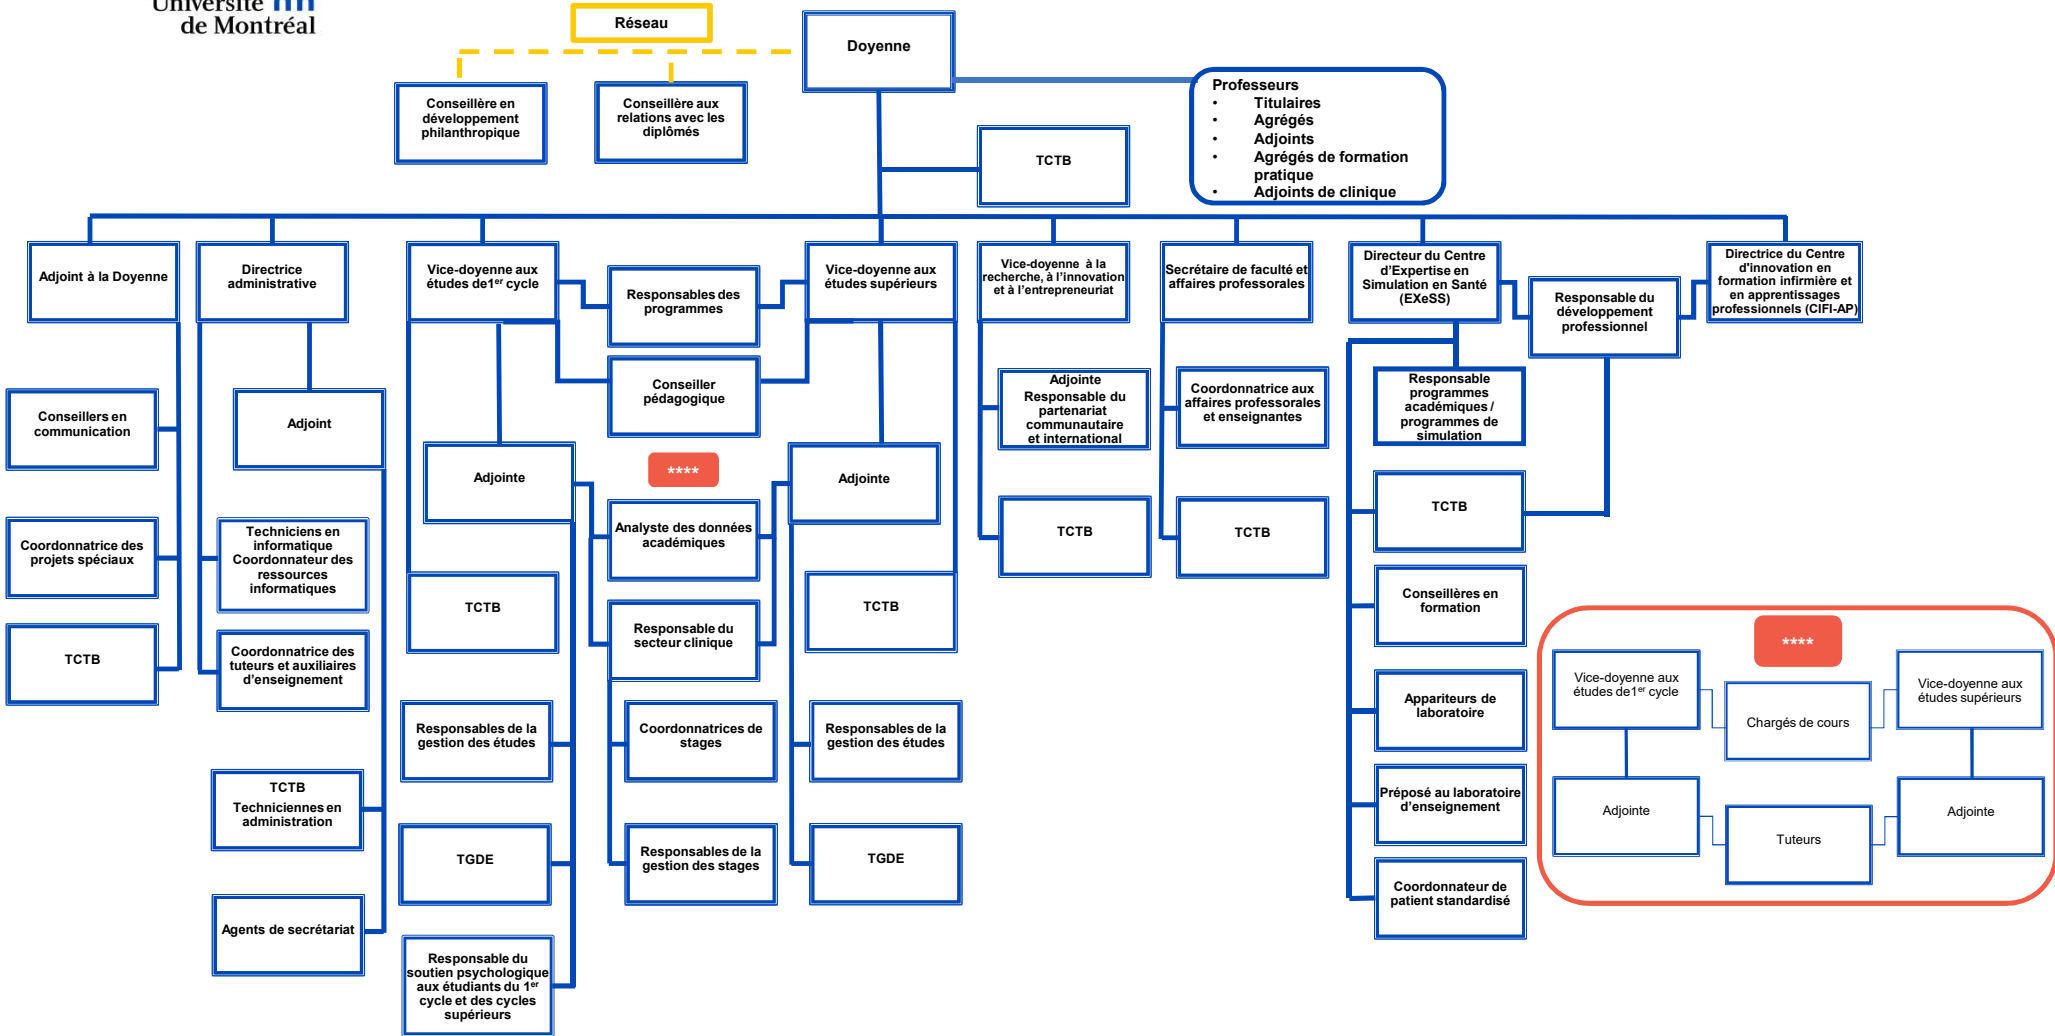 Université
de Montréal
Réseau
Doyenne
Conseillère en
développement
philanthropique
Conseillère aux
relations avec les
diplômés
Professeurs
• Titulaires
• Agrégés
• Adjoints
• Agrégés de formation
pratique
• Adjoints de clinique
TCTB
Adjoint à la Doyenne
Directrice
administrative
Vice-doyenne aux
études de1er cycle
Responsables des
programmes
Vice-doyenne aux
études supérieurs
Vice-doyenne à la
recherche, à l'innovation
et à l'entrepreneuriat
Secrétaire de faculté et
affaires professorales
Directeur du Centre
d'Expertise en
Simulation en Santé
(EXeSS)
Responsable du
développement
professionnel
Directrice du Centre
d'innovation en
formation infirmière et
en apprentissages
professionnels (CIFI-AP)
Conseillers en
communication
Adjoint
Conseiller
pédagogique
Adjointe
Responsable du
partenariat
communautaire
et international
Coordonnatrice aux
affaires professorales
et enseignantes
Responsable
programmes
académiques /
programmes de
simulation
Adjointe
****
Adjointe
Coordonnatrice des
projets spéciaux
Techniciens en
informatique
Coordonnateur des
ressources
informatiques
Analyste des données
académiques
TCTB
TCTB
TCTB
TCTB
TCTB
Conseillères en
formation
TCTB
Coordonnatrice des
tuteurs et auxiliaires
d'enseignement
Responsable du
secteur clinique
Responsables de la
gestion des études
Coordonnatrices de
stages
Responsables de la
gestion des études
Appariteurs de
laboratoire
TCTB
Techniciennes en
administration
Préposé au laboratoire
d'enseignement
TGDE
Responsables de la
gestion des stages
TGDE
Coordonnateur de
patient standardisé
Agents de secrétariat
Responsable du
soutien psychologique
aux étudiants du 1er
cycle et des cycles
supérieurs
****
Vice-doyenne aux
études de1er cycle
Chargés de cours
Vice-doyenne aux
études supérieurs
Adjointe
Tuteurs
Adjointe